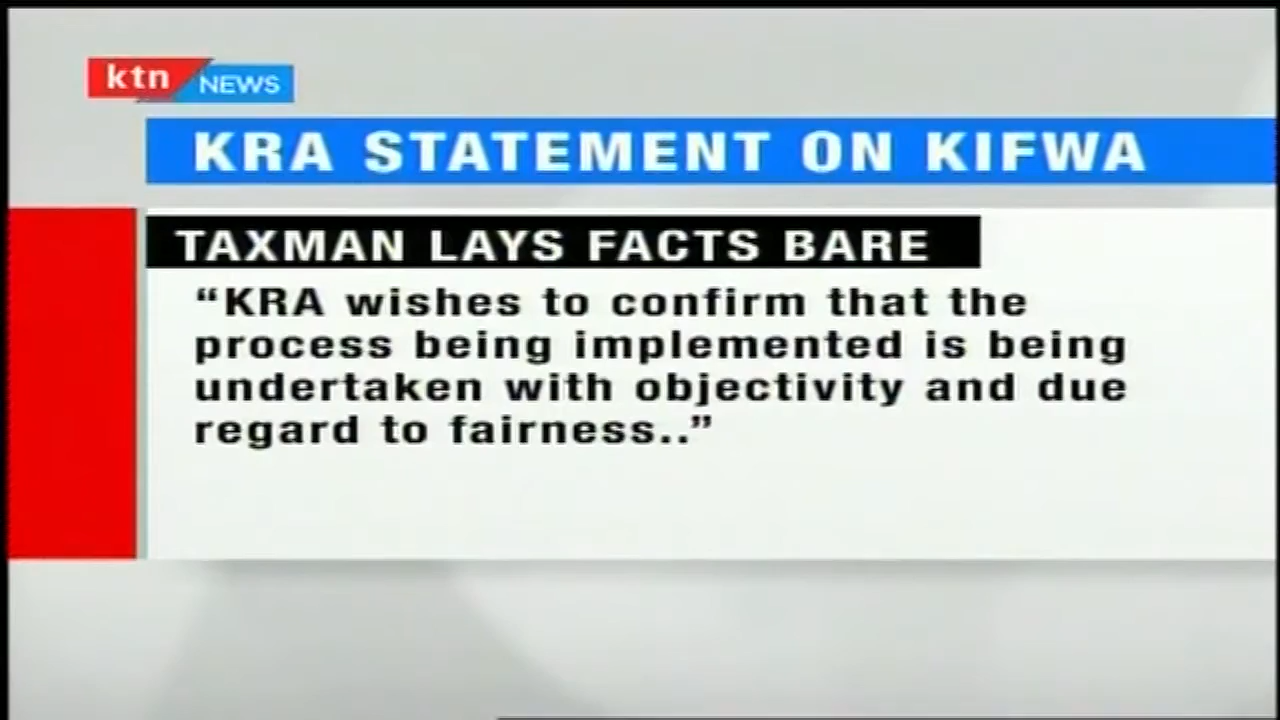 ktn NEWS
KRA STATEMENT ON KIFWA
TAXMAN LAYS FACTS BARE
“KRA wishes to confirm that the
process being implemented is being
undertaken with objectivity and due
regard to fairness..”